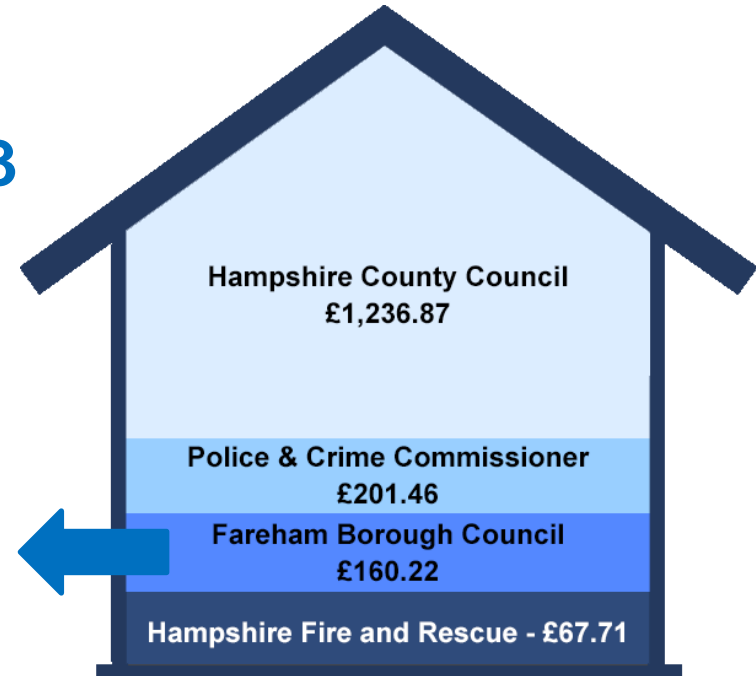 3
Hampshire County Council
£1,236.87
Police & Crime Commissioner
£201.46
Fareham Borough Council
£160.22
Hampshire Fire and Rescue - £67.71